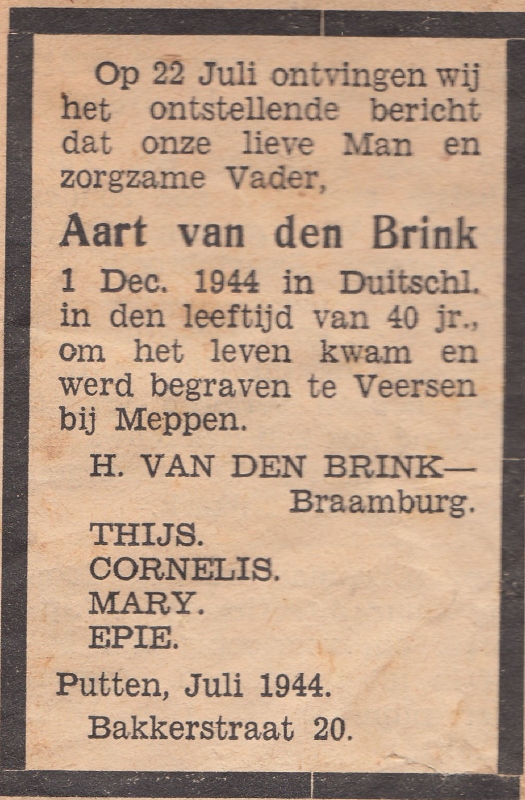 Op 22 Juli ontvingen wij
het ontstellende bericht
dat onze lieve Man en
zorgzame Vader,
Aart van den Brink
1 Dec. 1944 in Duitschl.
in den leeftijd van 40 jr.,
om het leven kwam en
werd begraven te Veersen
bij Meppen.
H. VAN DEN BRINK—
Braamburg.
THIJS.
CORNELIS.
MARY.
EPIE.
Putten, Juli 1944.
Bakkerstraat 20.